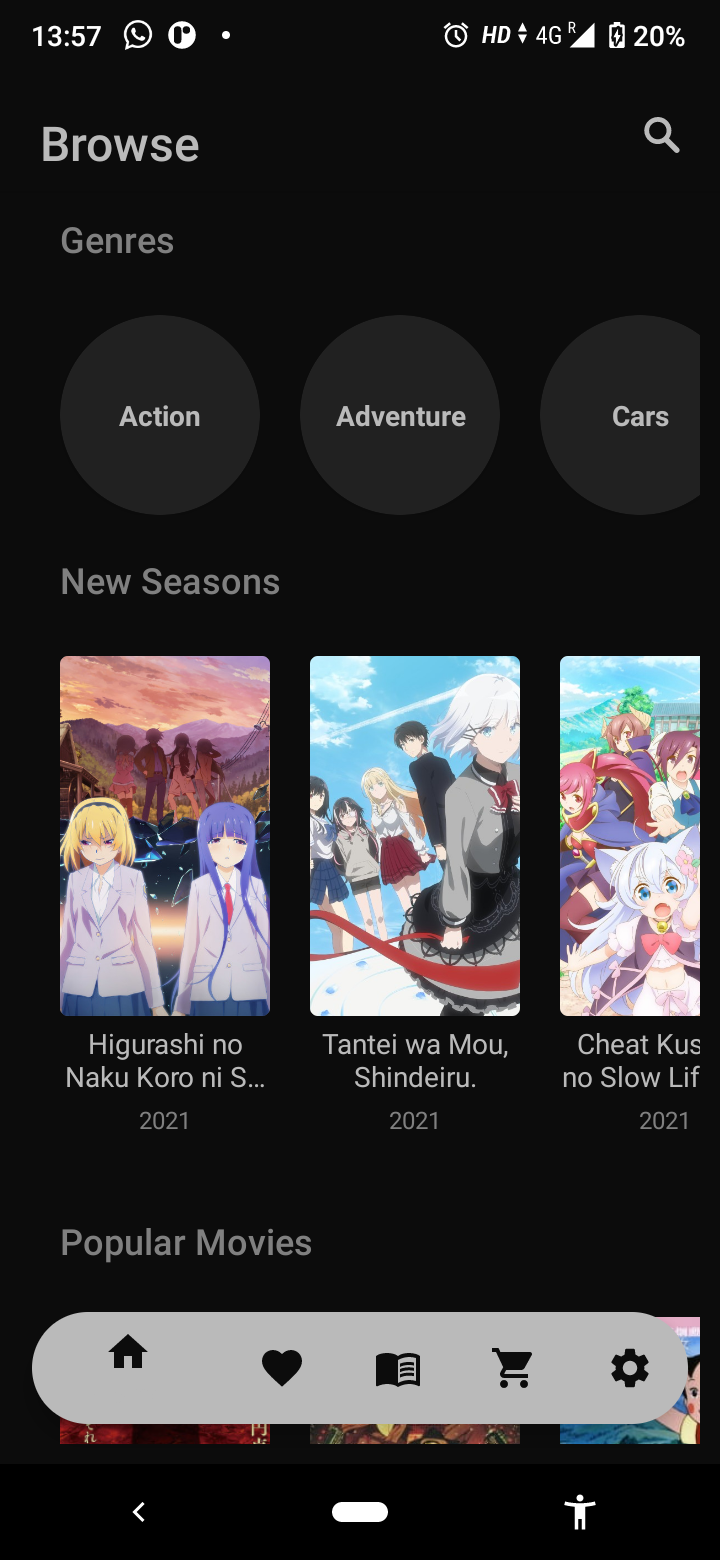 13:57 HD 4G R 20%
Browse
Genres
Action Adventure Cars
New Seasons
Higurashi no
Naku Koro ni S...
2021
Tantei wa Mou,
Shindeiru.
2021
Cheat Kus
no Slow Lif
2021
Popular Movies